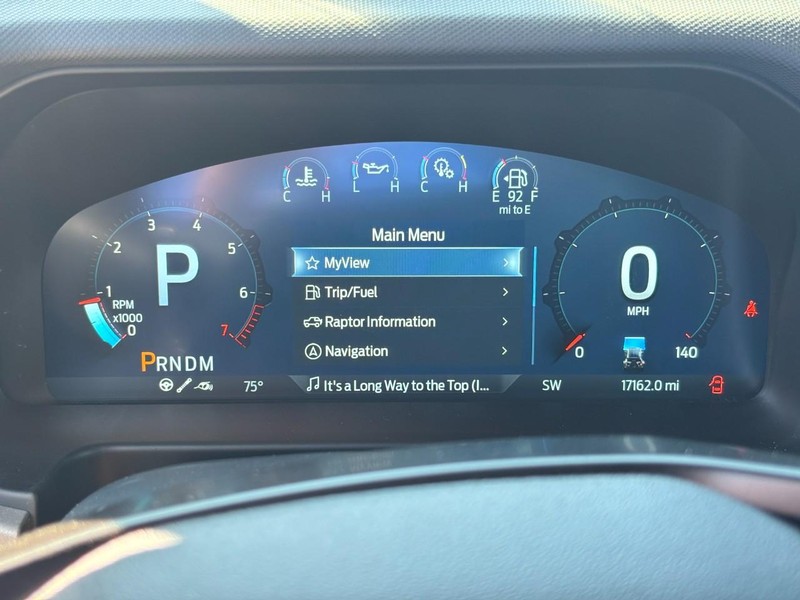 C H
L H
C H
E 92 F
mi to E
Main Menu
MyView
Trip/Fuel
Raptor Information
Navigation
0 1 2 3 4 5 6 7
RPM
x1000
P
PRNDM
0
MPH
0 140
75°
It's a Long Way to the Top (I...
SW
17162.0 mi